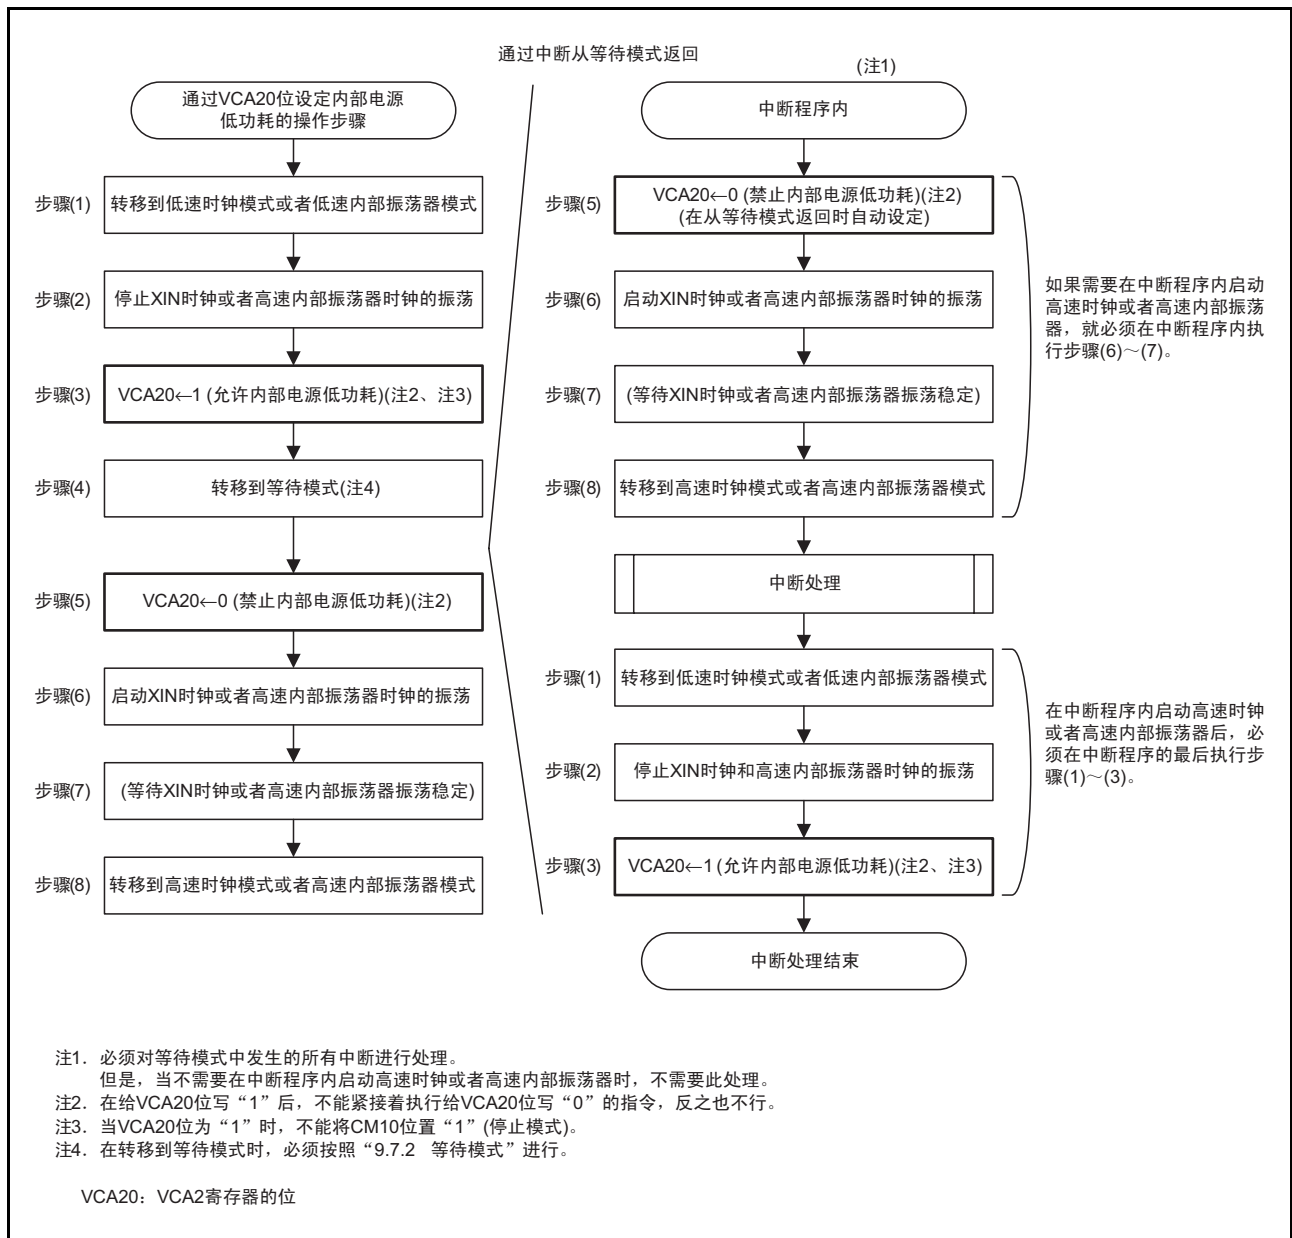 通过中断从等待模式返回
通过VCA20位设定内部电源
低功耗的操作步骤
步骤(1)
转移到低速时钟模式或者低速内部振荡器模式
步骤(2)
停止XIN时钟或者高速内部振荡器时钟的振荡
步骤(3)
VCA20←1 (允许内部电源低功耗)(注2、注3)
步骤(4)
转移到等待模式(注4)
步骤(5)
VCA20←0 (禁止内部电源低功耗)(注2)
步骤(6)
启动XIN时钟或者高速内部振荡器时钟的振荡
步骤(7)
(等待XIN时钟或者高速内部振荡器振荡稳定)
步骤(8)
转移到高速时钟模式或者高速内部振荡器模式
(注1)
中断程序内
步骤(5)
VCA20←0 (禁止内部电源低功耗)(注2)
(在从等待模式返回时自动设定)
步骤(6)
启动XIN时钟或者高速内部振荡器时钟的振荡
步骤(7)
(等待XIN时钟或者高速内部振荡器振荡稳定)
步骤(8)
转移到高速时钟模式或者高速内部振荡器模式
如果需要在中断程序内启动
高速时钟或者高速内部振荡
器，就必须在中断程序内执
行步骤(6)～(7)。
中断处理
步骤(1)
转移到低速时钟模式或者低速内部振荡器模式
步骤(2)
停止XIN时钟和高速内部振荡器时钟的振荡
步骤(3)
VCA20←1 (允许内部电源低功耗)(注2、注3)
在中断程序内启动高速时钟
或者高速内部振荡器后，必
须在中断程序的最后执行步
骤(1)～(3)。
中断处理结束
注1. 必须对等待模式中发生的所有中断进行处理。
但是，当不需要在中断程序内启动高速时钟或者高速内部振荡器时，不需要此处理。
注2. 在给VCA20位写“1”后，不能紧接着执行给VCA20位写“0”的指令，反之也不行。
注3. 当VCA20位为“1”时，不能将CM10位置“1”(停止模式)。
注4. 在转移到等待模式时，必须按照“9.7.2 等待模式”进行。
VCA20：VCA2寄存器的位